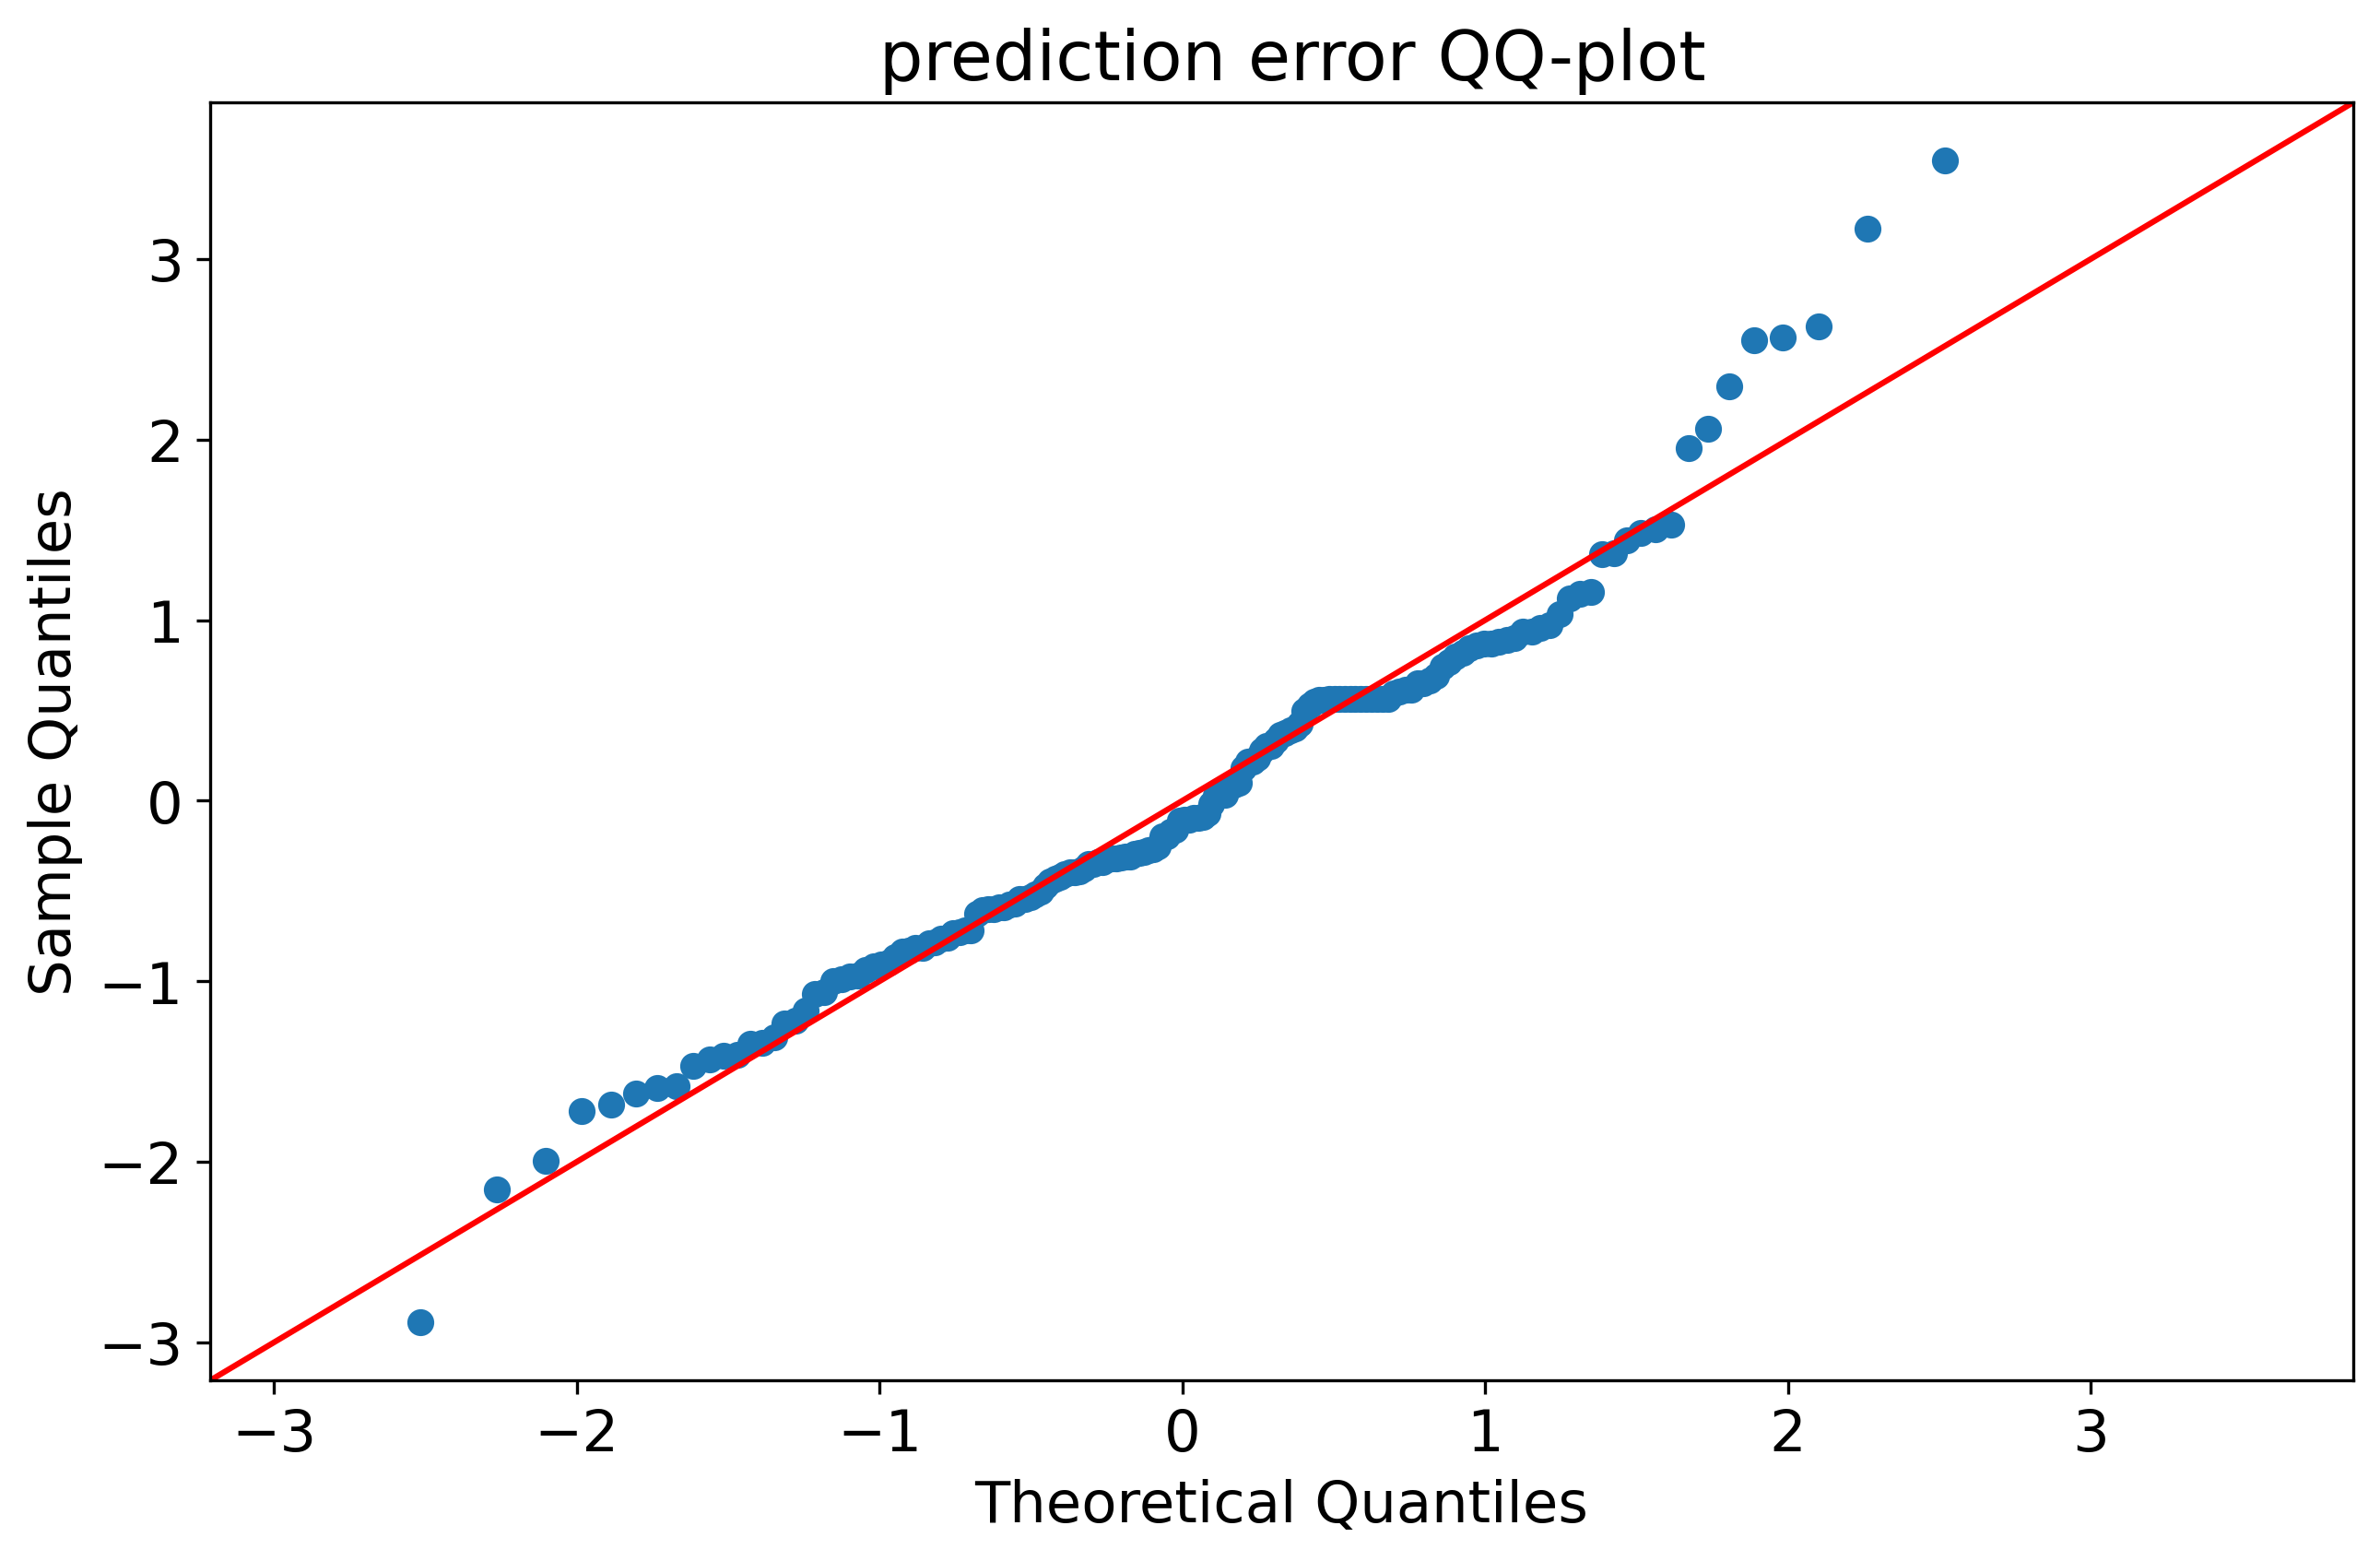 prediction error QQ-plot
3
2
1
0
−1
−2
−3
Sample Quantiles
−3 −2 −1 0 1 2 3
Theoretical Quantiles